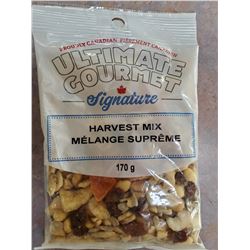 PROUDLY CANADIAN FIÈREMENT CANADIEN
ULTIMATE
GOURMET
Signature
HARVEST MIX
MÉLANGE SUPRÊME
170 g